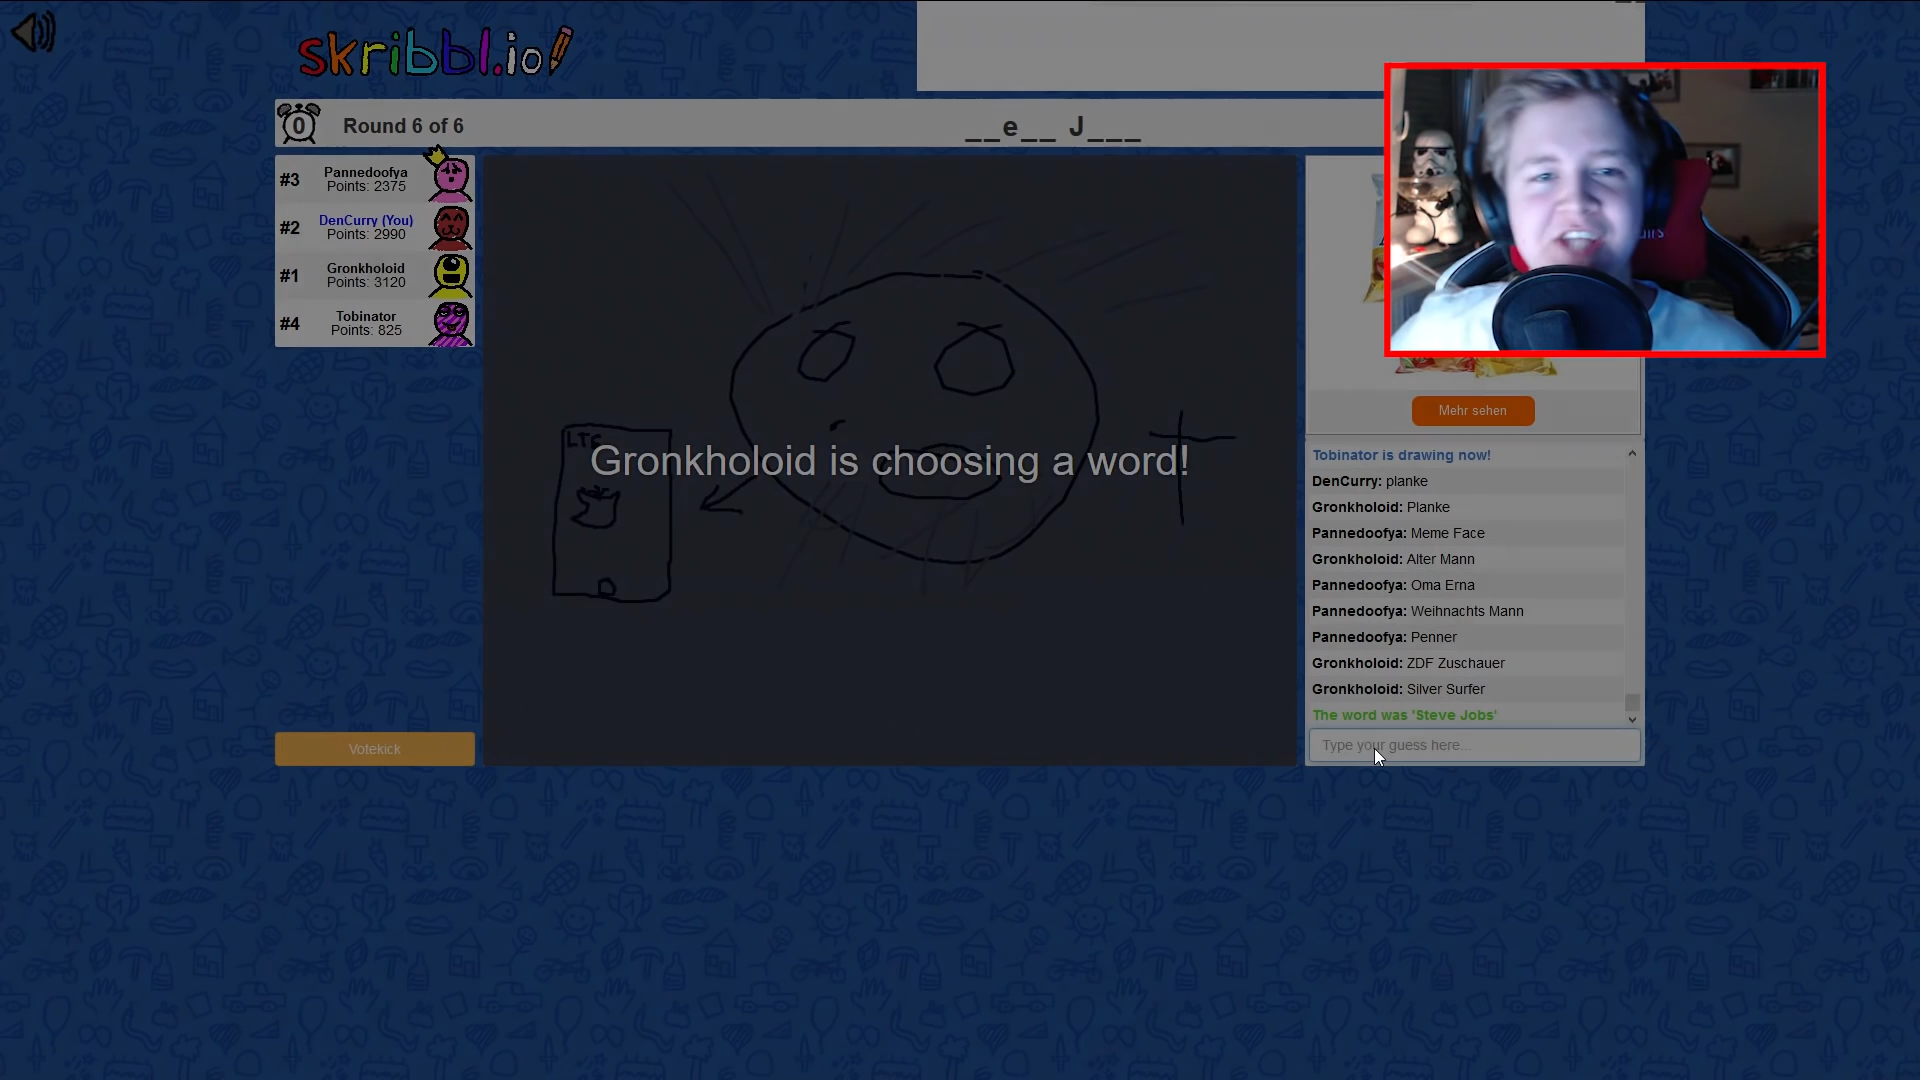 skribbl.io!
0
Round 6 of 6
__e__ J___
#3
Pannedoofya
Points: 2375
#2
DenCurry (You)
Points: 2990
#1
Gronkholoid
Points: 3120
#4
Tobinator
Points: 825
Votekick
Gronkholoid is choosing a word!
Mehr sehen
Tobinator is drawing now!
DenCurry: planke
Gronkholoid: Planke
Pannedoofya: Meme Face
Gronkholoid: Alter Mann
Pannedoofya: Oma Erna
Pannedoofya: Weihnachts Mann
Pannedoofya: Penner
Gronkholoid: ZDF Zuschauer
Gronkholoid: Silver Surfer
The word was 'Steve Jobs'
Type your guess here...